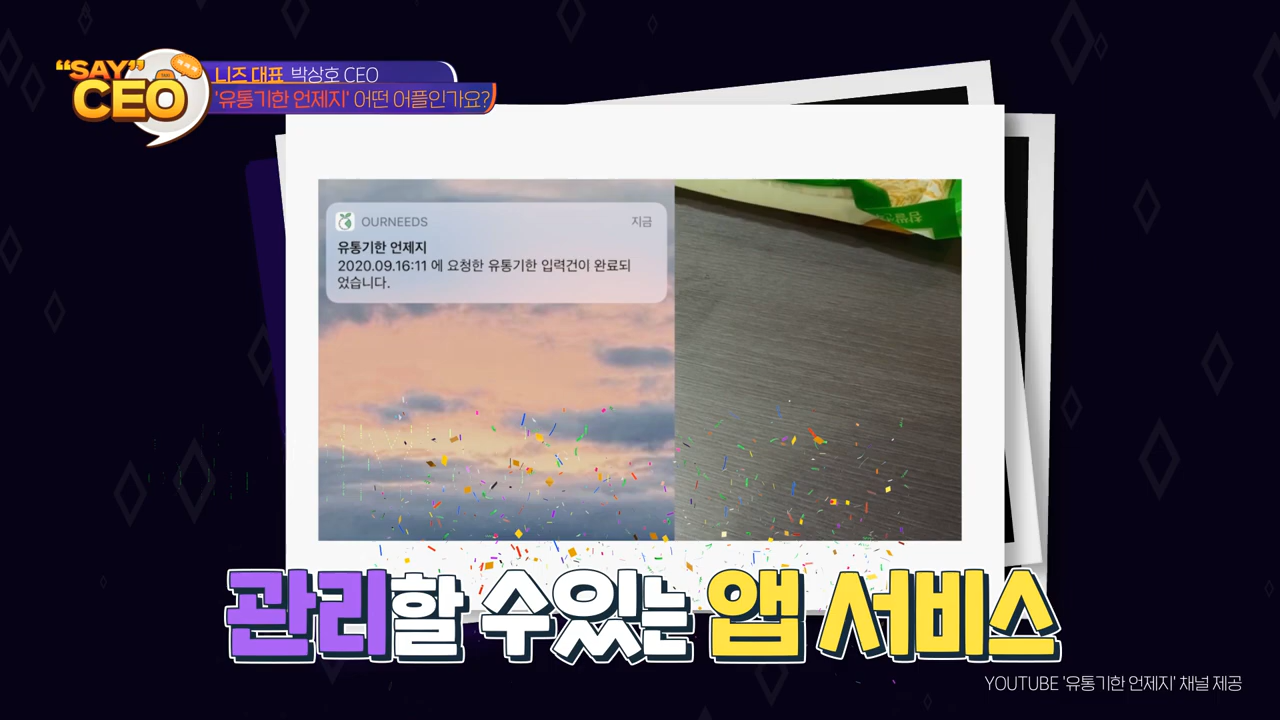 “SAY”
CEO
니즈 대표 박상호 CEO
'유통기한 언제지' 어떤 어플인가요?
OURNEEDS
지금
유통기한 언제지
2020.09.16:11 에 요청한 유통기한 입력건이 완료되
었습니다.
관리할 수있는 앱 서비스
YOUTUBE '유통기한 언제지' 채널 제공